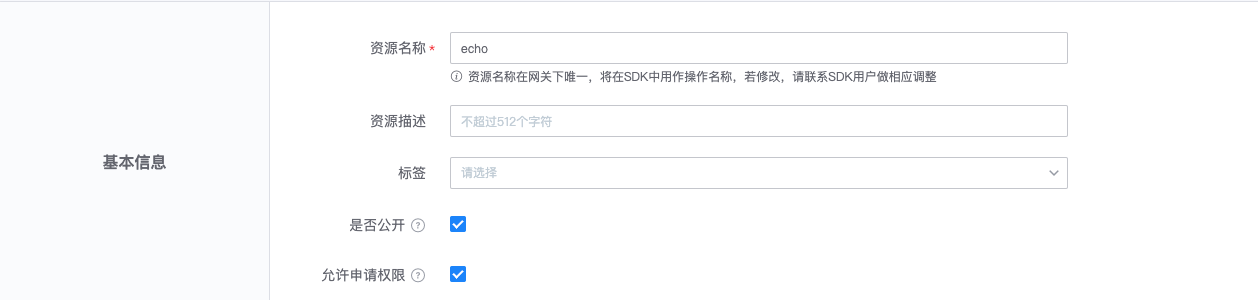 资源名称 *
echo
资源名称在网关下唯一，将在SDK中用作操作名称，若修改，请联系SDK用户做相应调整
资源描述
不超过512个字符
基本信息
标签
请选择
是否公开
允许申请权限